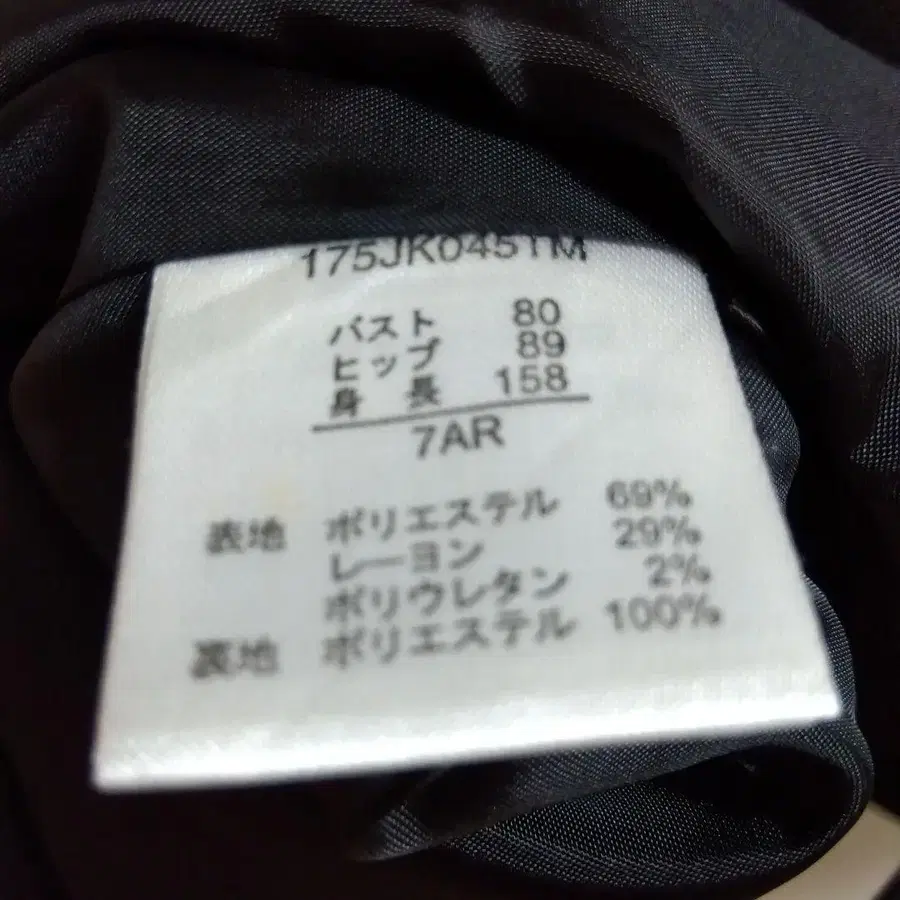 175JK0451M
バスト 80
ヒップ 89
身長 158
7AR
表地 ポリエステル 69%
レーヨン 29%
ポリウレタン 2%
裏地 ポリエステル 100%